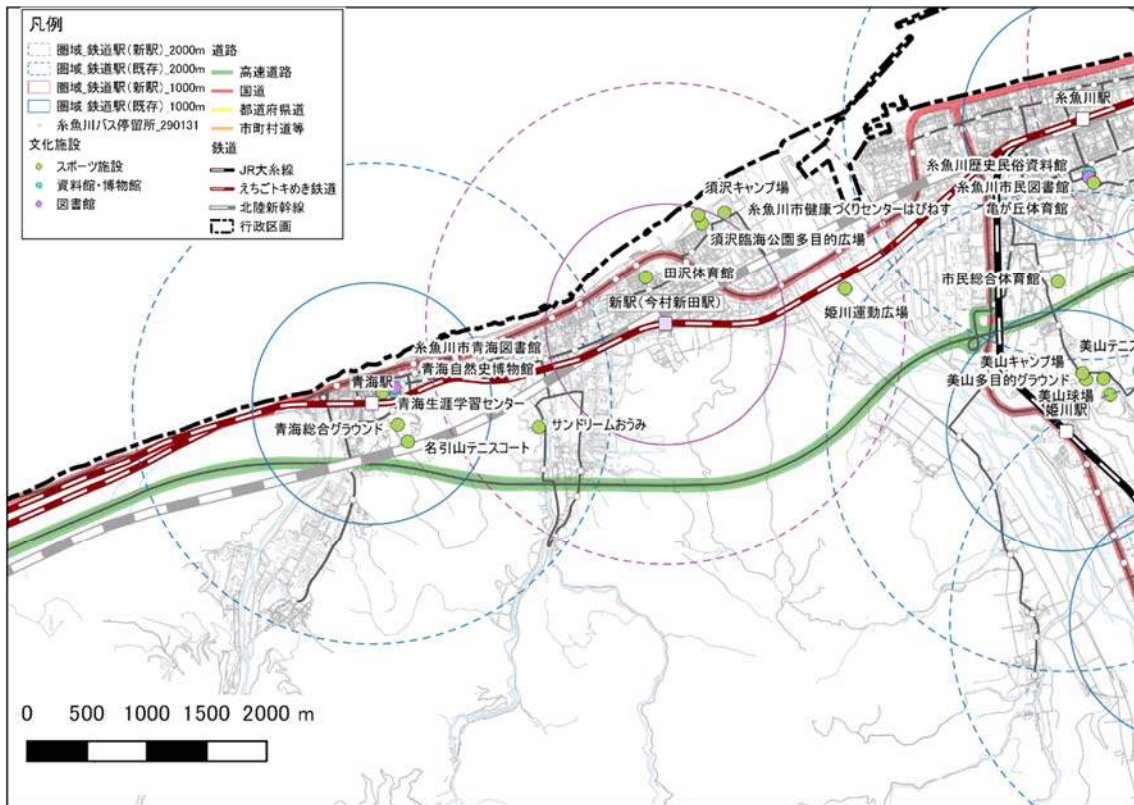 凡例
圏域_鉄道駅(新駅)_2000m
圏域_鉄道駅(既存)_2000m
圏域_鉄道駅(新駅)_1000m
圏域_鉄道駅(既存)_1000m
糸魚川バス停留所_290131
文化施設
スポーツ施設
資料館・博物館
図書館
道路
高速道路
国道
都道府県道
市町村道等
鉄道
JR大糸線
えちごトキめき鉄道
北陸新幹線
行政区画
糸魚川駅
糸魚川歴史民俗資料館
糸魚川市民図書館
亀が丘体育館
須沢キャンプ場
糸魚川市健康づくりセンターはぴねす
須沢臨海公園多目的広場
田沢体育館
新駅(今村新田駅)
市民総合体育館
姫川運動広場
美山テニス
美山キャンプ場
美山多目的グラウンド
美山球場
姫川駅
糸魚川市青海図書館
青海自然史博物館
青海駅
青海生涯学習センター
青海総合グラウンド
名引山テニスコート
サンドリームおうみ
0 500 1000 1500 2000 m